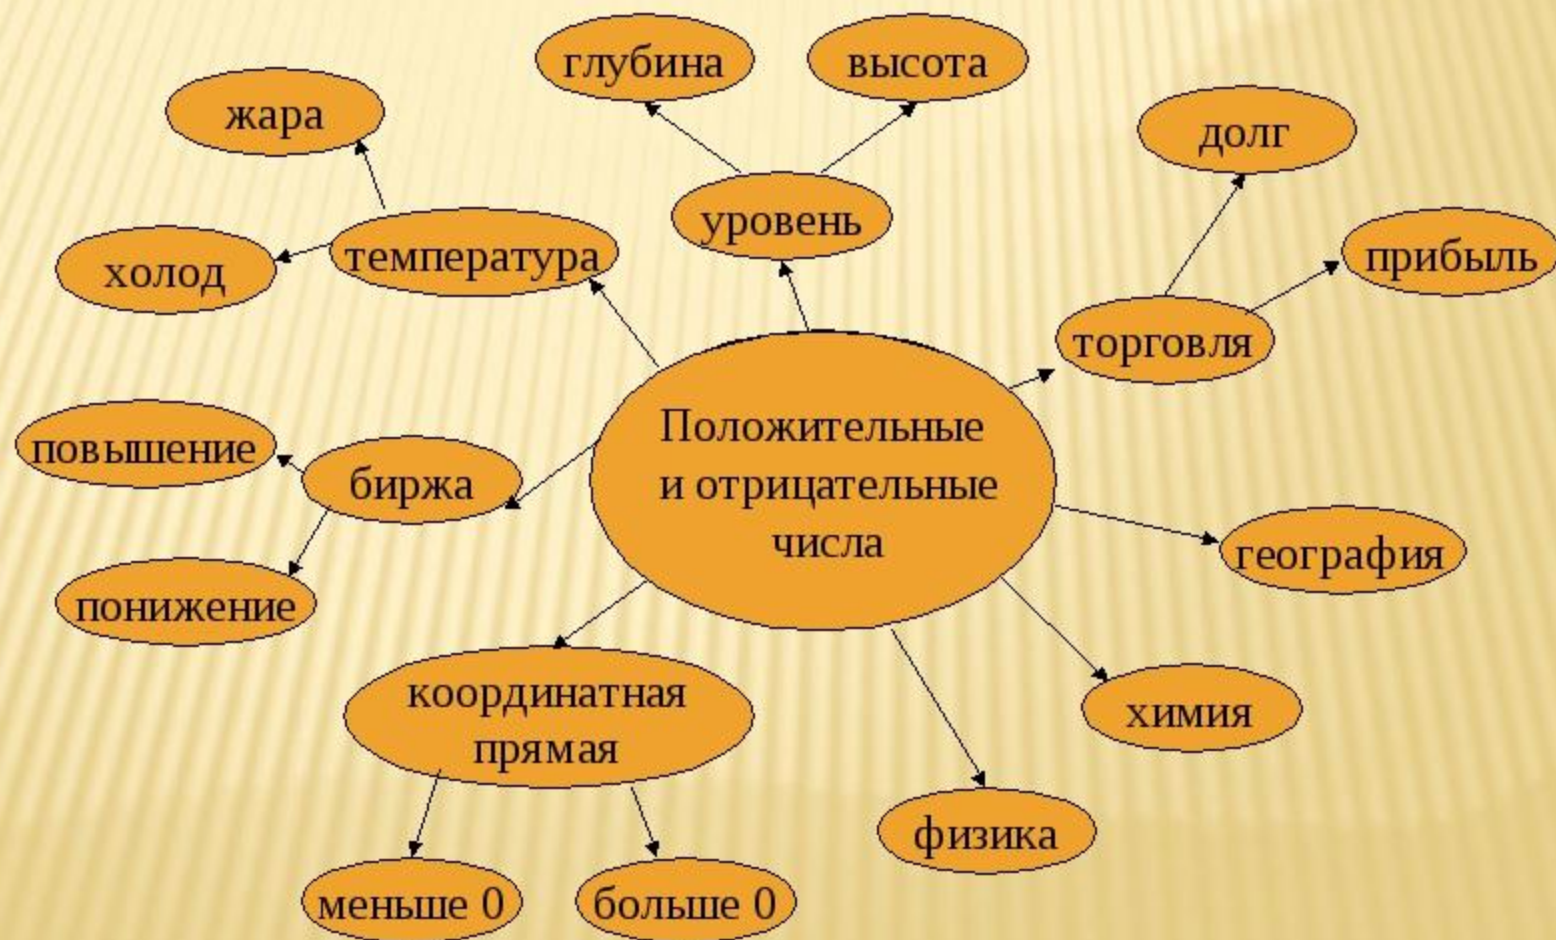 глубина
высота
жара
долг
уровень
прибыль
температура
холод
торговля
Положительные
и отрицательные
числа
повышение
биржа
география
понижение
координатная
прямая
химия
физика
меньше 0
больше 0